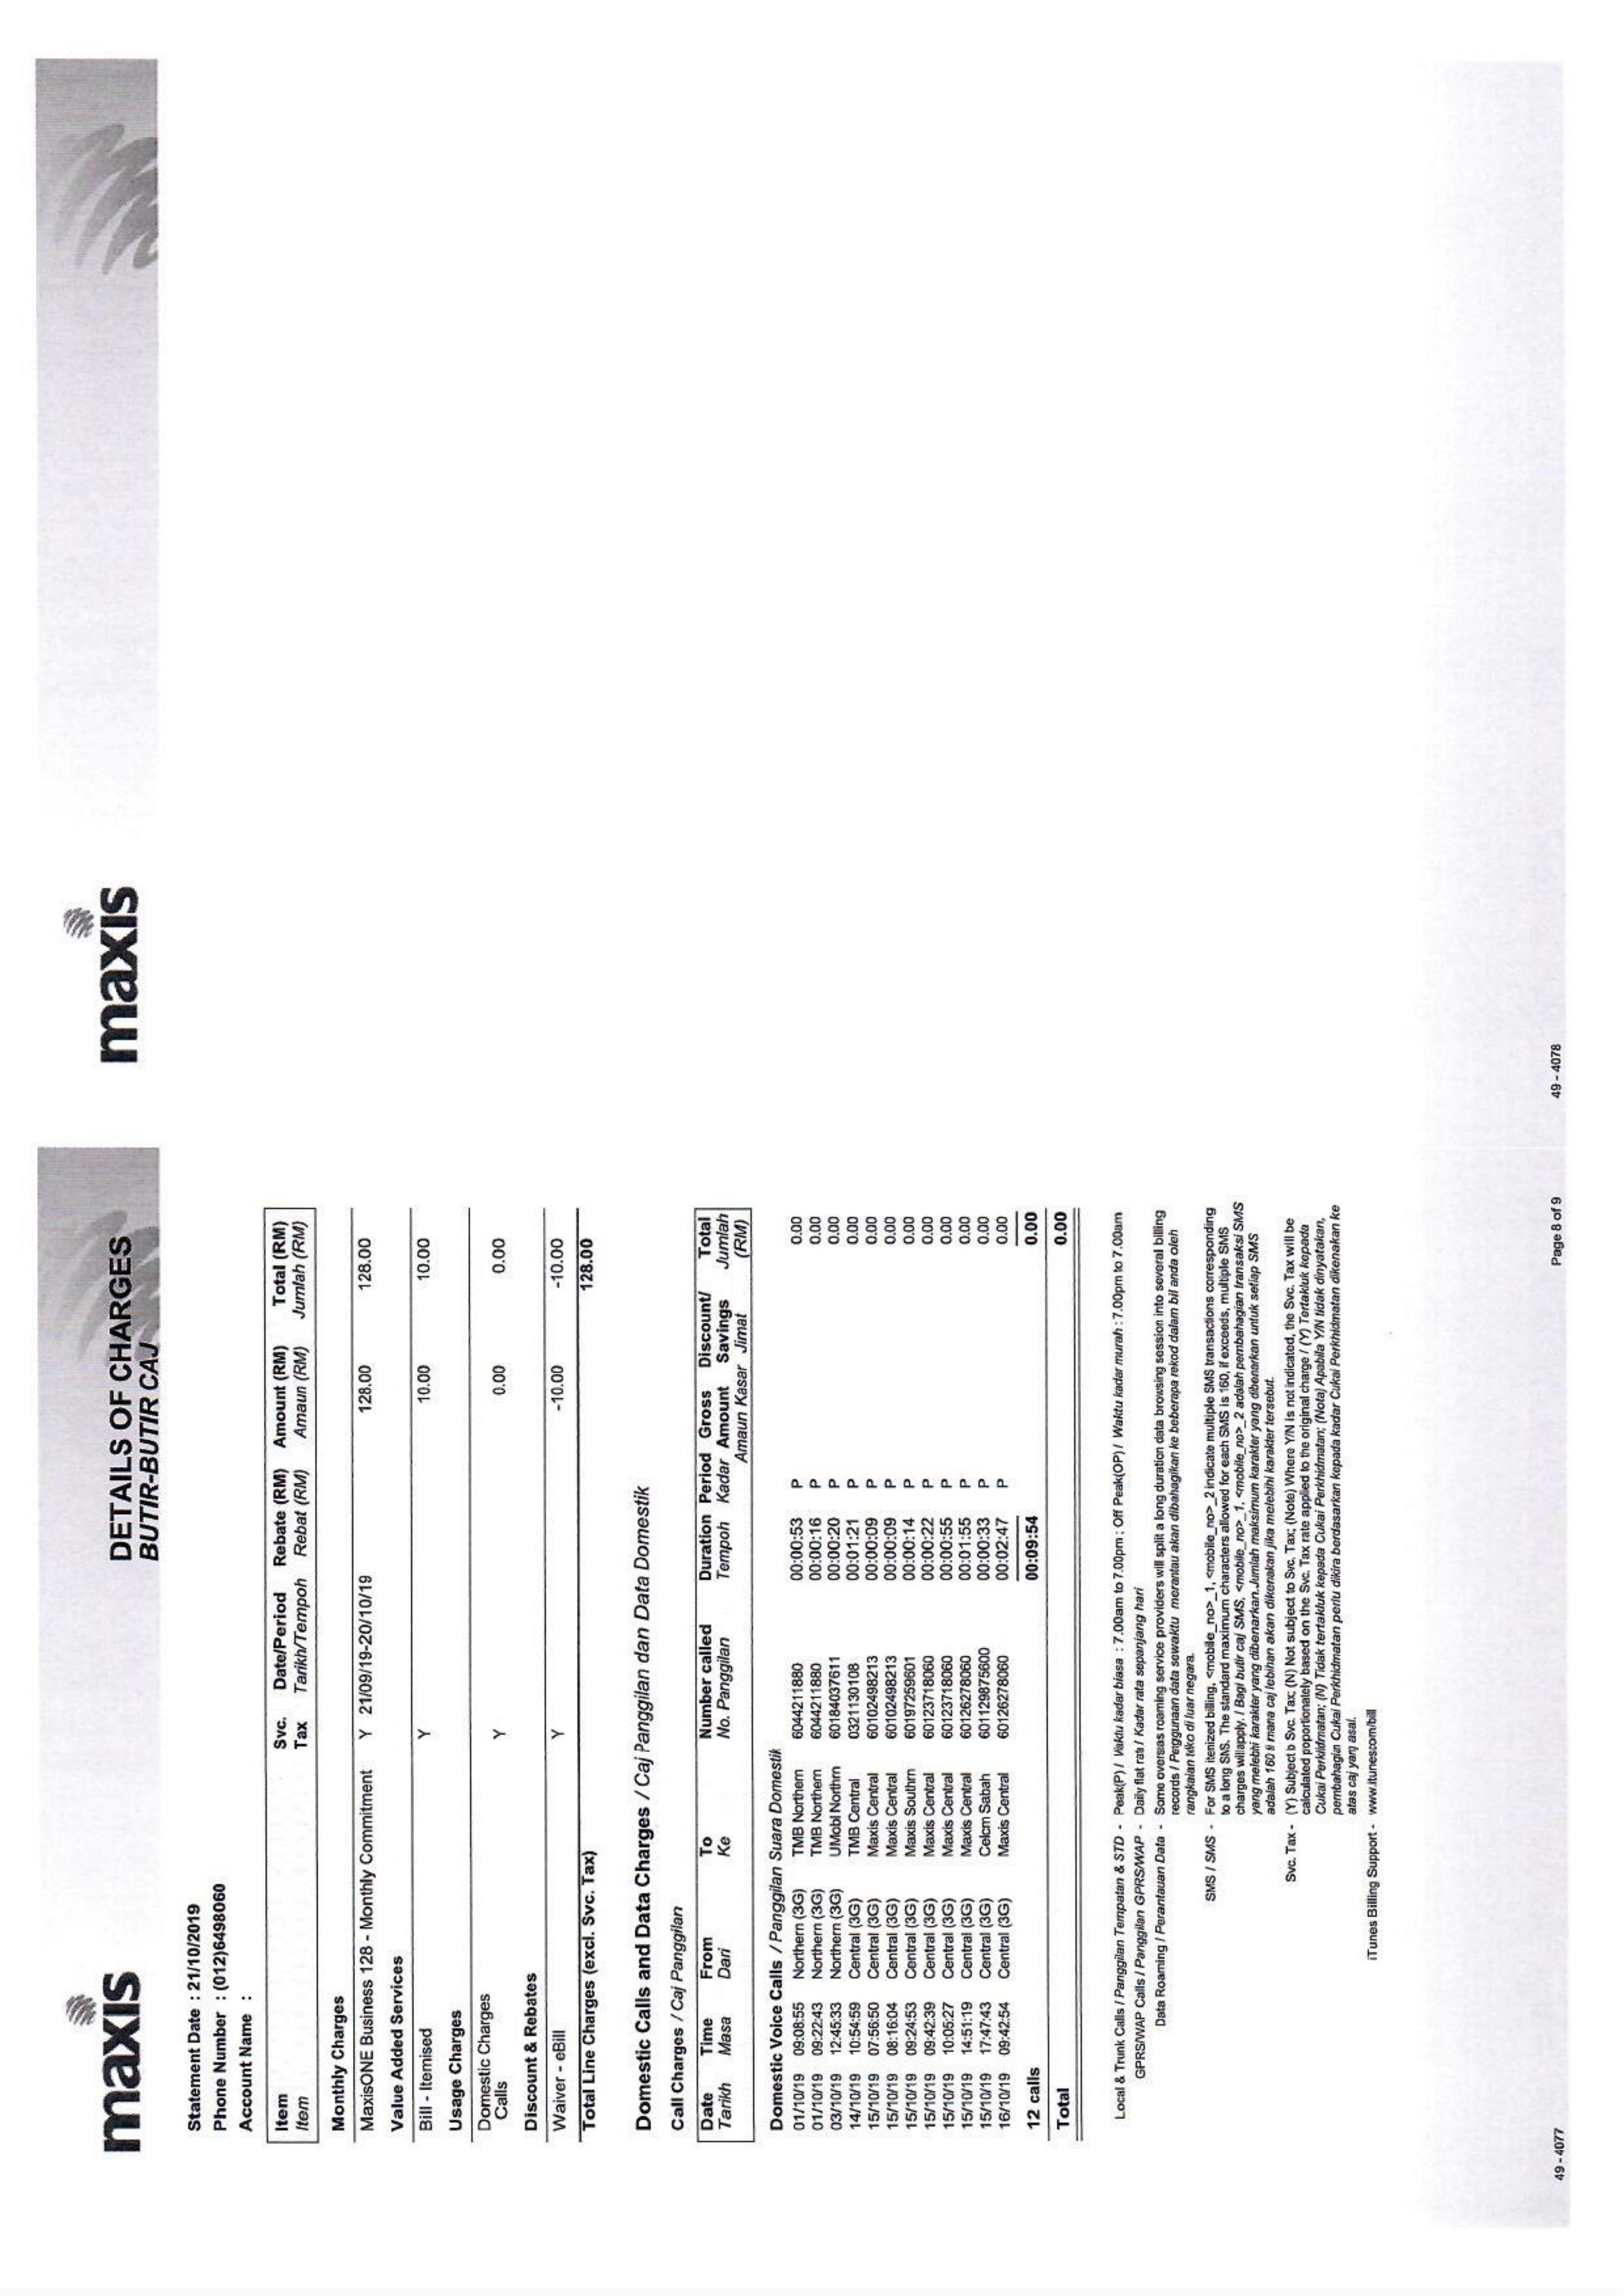 maxis
DETAILS OF CHARGES
BUTIR-BUTIR CAJ
Statement Date : 21/10/2019
Phone Number : (012)6498060
Account Name :
Item Svc. Date/Period Rebate (RM) Amount (RM) Total (RM)
Item Tax Tarikh/Tempoh Rebat (RM) Amaun (RM) Jumlah (RM)
Monthly Charges
MaxisONE Business 128 - Monthly Commitment Y 21/09/19-20/10/19 128.00 128.00
Value Added Services
Bill - Itemised Y 10.00 10.00
Usage Charges
Domestic Charges
Calls Y 0.00 0.00
Discount & Rebates
Waiver - eBill Y -10.00 -10.00
Total Line Charges (excl. Svc. Tax) 128.00
Domestic Calls and Data Charges / Caj Panggilan dan Data Domestik
Call Charges / Caj Panggilan
Date Time From To Number called Duration Period Gross Discount/ Total
Tarikh Masa Dari Ke No. Panggilan Tempoh Kadar Amount Savings Jumlah
Amaun Kasar Jimat (RM)
Domestic Voice Calls / Panggilan Suara Domestik
01/10/19 09:08:55 Northern (3G) TMB Northern 6044211880 00:00:53 P 0.00
01/10/19 09:22:43 Northern (3G) TMB Northern 6044211880 00:00:16 P 0.00
03/10/19 12:45:33 Northern (3G) UMobl Northrn 60184037611 00:00:20 P 0.00
14/10/19 10:54:59 Central (3G) TMB Central 0321130108 00:01:21 P 0.00
15/10/19 07:56:50 Central (3G) Maxis Central 60102498213 00:00:09 P 0.00
15/10/19 08:16:04 Central (3G) Maxis Central 60102498213 00:00:09 P 0.00
15/10/19 09:24:53 Central (3G) Maxis Southrn 60197259601 00:00:14 P 0.00
15/10/19 09:42:39 Central (3G) Maxis Central 60123718060 00:00:22 P 0.00
15/10/19 10:05:27 Central (3G) Maxis Central 60123718060 00:00:55 P 0.00
15/10/19 14:51:19 Central (3G) Maxis Central 60126278060 00:01:55 P 0.00
15/10/19 17:47:43 Central (3G) Celcm Sabah 601129875600 00:00:33 P 0.00
16/10/19 09:42:54 Central (3G) Maxis Central 60126278060 00:02:47 P 0.00
12 calls 00:09:54 0.00
Total 0.00
Local & Trunk Calls / Panggilan Tempatan & STD - Peak(P) / Waktu kadar biasa : 7.00am to 7.00pm ; Off Peak(OP) / Waktu kadar murah : 7.00pm to 7.00am
GPRS/WAP Calls / Panggilan GPRS/WAP - Daily flat rate / Kadar rata sepanjang hari
Data Roaming / Perantauan Data - Some overseas roaming service providers will split a long duration data browsing session into several billing
records / Penggunaan data sewaktu merantau akan dibahagikan ke beberapa rekod dalam bil anda oleh
rangkaian telko di luar negara.
SMS / SMS - For SMS itenized billing, <mobile_no>_1, <mobile_no>_2 indicate multiple SMS transactions corresponding
to a long SMS. The standard maximum characters allowed for each SMS is 160, if exceeds, multiple SMS
charges will apply. / Bagi butir caj SMS, <mobile_no>_1, <mobile_no>_2 adalah pembahagian transaksi SMS
yang melebihi karakter yang dibenarkan. Jumlah maksimum karakter yang dibenarkan untuk setiap SMS
adalah 160 di mana caj lebihan akan dikenakan jika melebihi karakter tersebut.
Svc. Tax - (Y) Subject to Svc. Tax; (N) Not subject to Svc. Tax; (Note) Where Y/N is not indicated, the Svc. Tax will be
calculated proportionately based on the Svc. Tax rate applied to the original charge / (Y) Tertakluk kepada
Cukai Perkhidmatan; (N) Tidak tertakluk kepada Cukai Perkhidmatan; (Nota) Apabila Y/N tidak dinyatakan,
pembahagian Cukai Perkhidmatan perlu dikira berdasarkan kepada kadar Cukai Perkhidmatan dikenakan ke
atas caj yang asal.
iTunes Billing Support - www.itunes.com/bill
49 - 4077 Page 8 of 9
maxis
49 - 4078